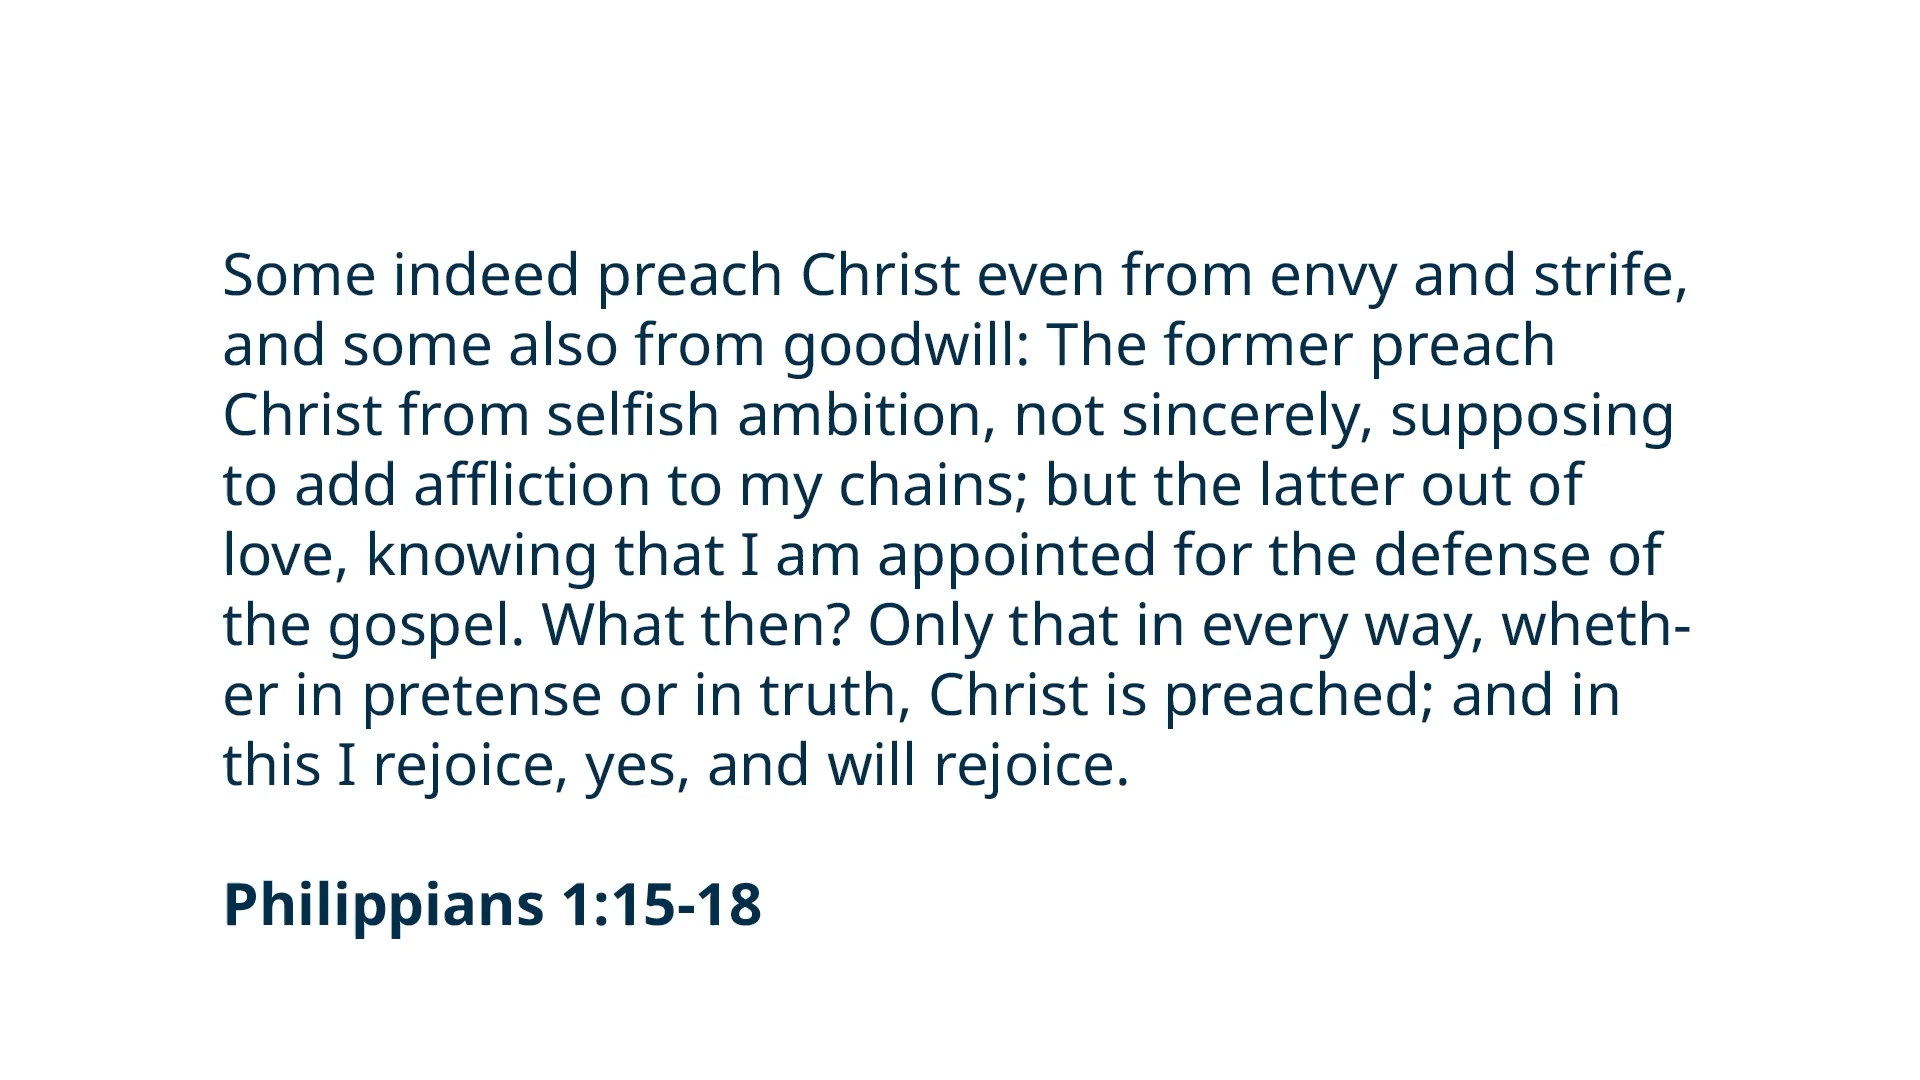 Some indeed preach Christ even from envy and strife,
and some also from goodwill: The former preach
Christ from selfish ambition, not sincerely, supposing
to add affliction to my chains; but the latter out of
love, knowing that I am appointed for the defense of
the gospel. What then? Only that in every way, wheth-
er in pretense or in truth, Christ is preached; and in
this I rejoice, yes, and will rejoice.
Philippians 1:15-18